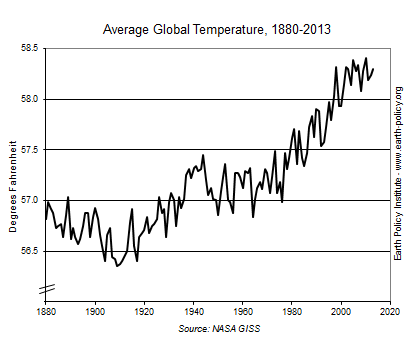 Average Global Temperature, 1880-2013
58.5
58.0
57.5
57.0
56.5
Degrees Fahrenheit
1880 1900 1920 1940 1960 1980 2000 2020
Source: NASA GISS
Earth Policy Institute - www.earth-policy.org